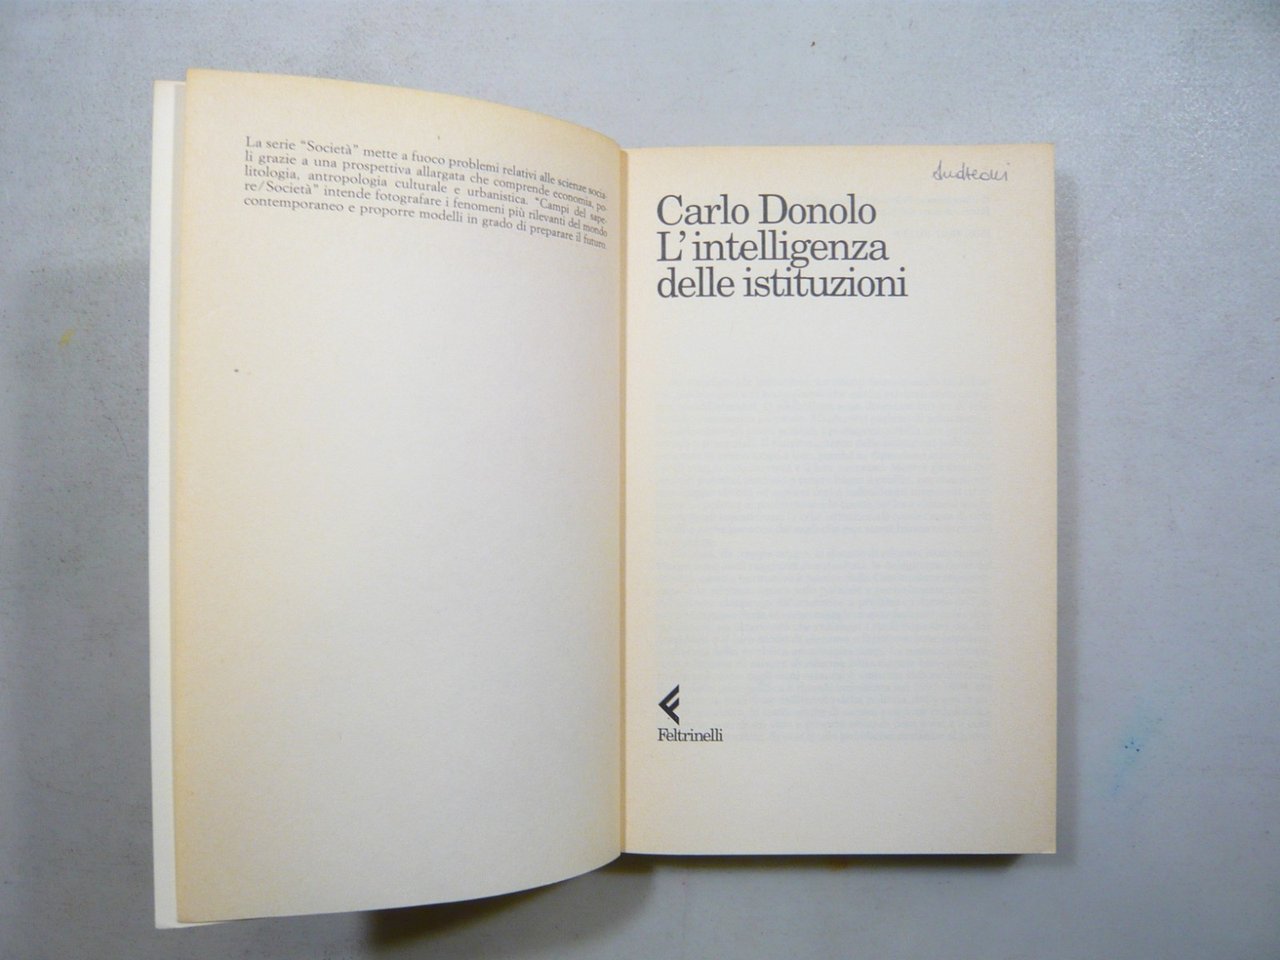 La serie “Società” mette a fuoco problemi relativi alle scienze socia-
li grazie a una prospettiva allargata che comprende economia, po-
litologia, antropologia culturale e urbanistica. “Campi del sape-
re/Società” intende fotografare i fenomeni più rilevanti del mondo
contemporaneo e proporre modelli in grado di preparare il futuro.
Carlo Donolo
L’intelligenza
delle istituzioni
Feltrinelli